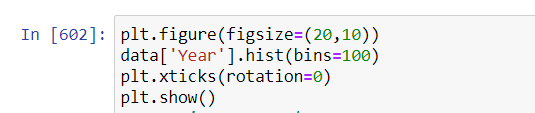 In [602]: plt.figure(figsize=(20,10))
data['Year'].hist(bins=100)
plt.xticks(rotation=0)
plt.show()